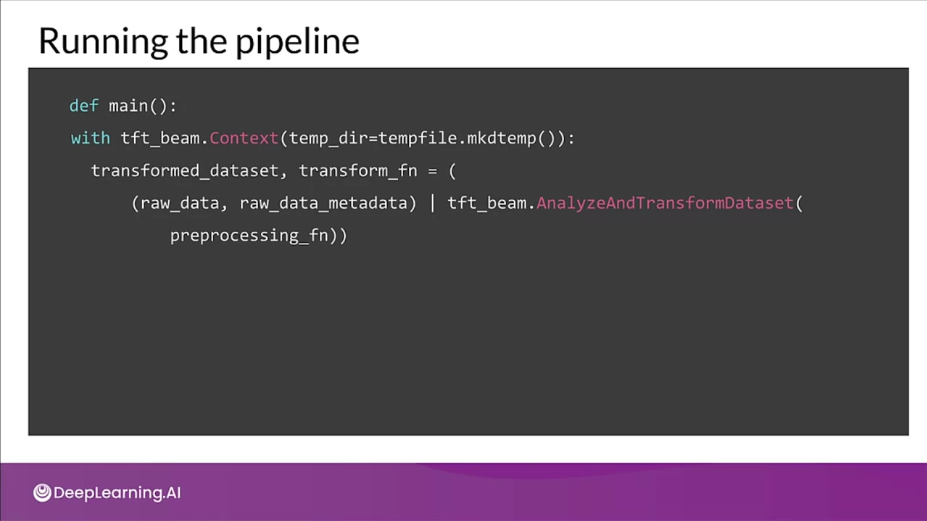 Running the pipeline
def main():
with tft_beam.Context(temp_dir=tempfile.mkdtemp()):
transformed_dataset, transform_fn = (
(raw_data, raw_data_metadata) | tft_beam.AnalyzeAndTransformDataset(
preprocessing_fn))
DeepLearning.AI